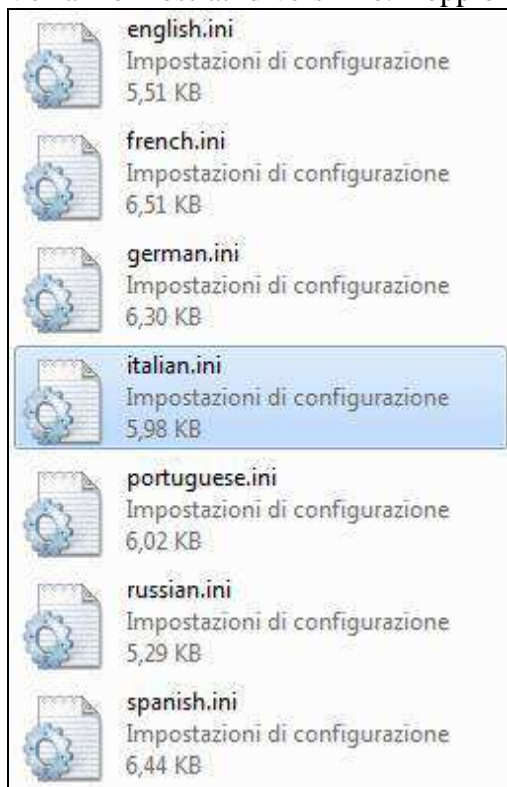 english.ini
Impostazioni di configurazione
5,51 KB
french.ini
Impostazioni di configurazione
6,51 KB
german.ini
Impostazioni di configurazione
6,30 KB
italian.ini
Impostazioni di configurazione
5,98 KB
portuguese.ini
Impostazioni di configurazione
6,02 KB
russian.ini
Impostazioni di configurazione
5,29 KB
spanish.ini
Impostazioni di configurazione
6,44 KB